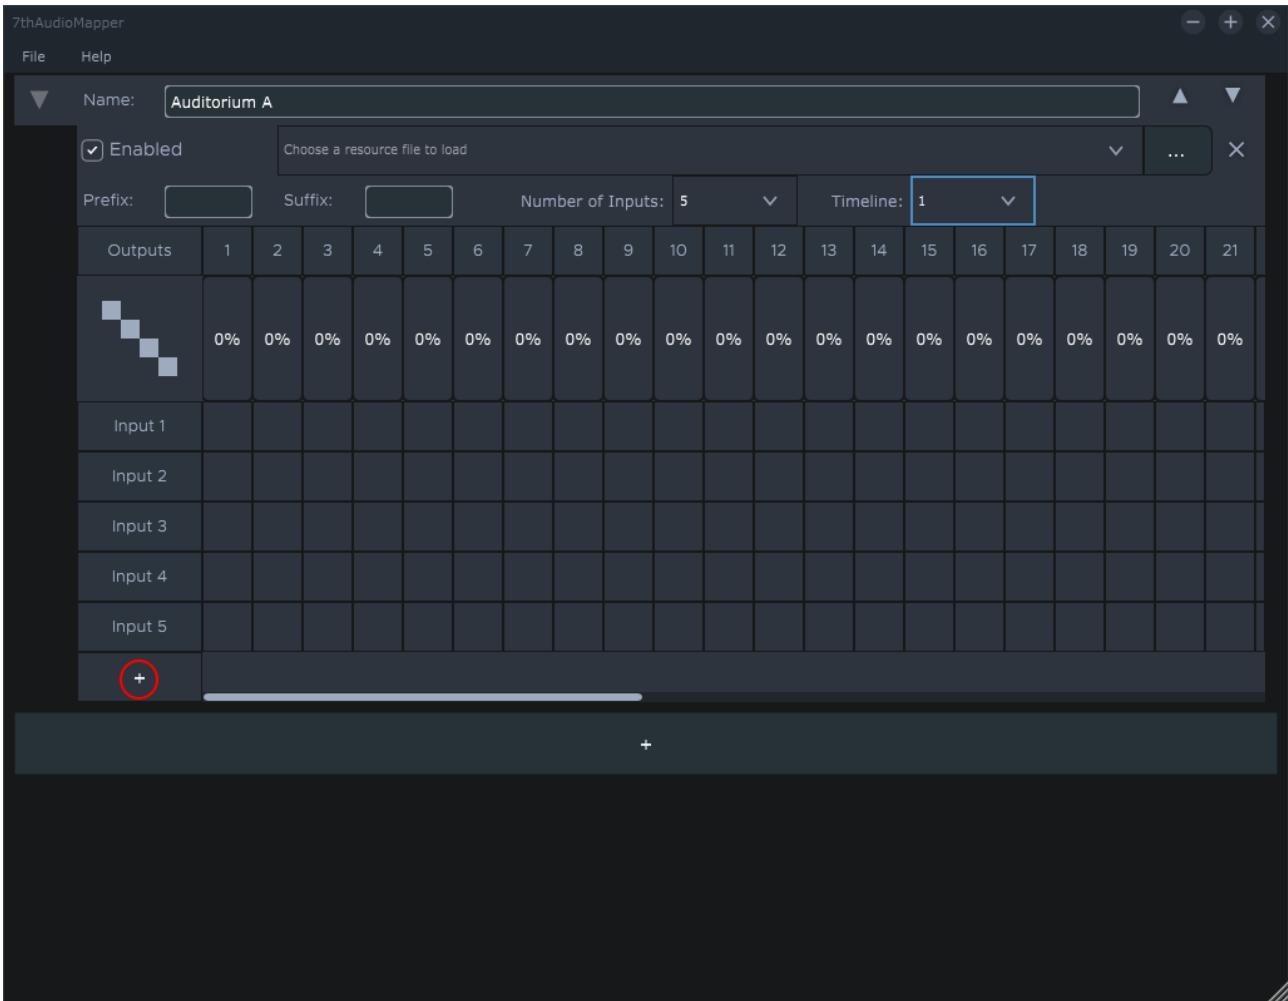 7thAudioMapper
File Help
Name: Auditorium A
Enabled Choose a resource file to load ...
Prefix: Suffix: Number of Inputs: 5 Timeline: 1
Outputs 1 2 3 4 5 6 7 8 9 10 11 12 13 14 15 16 17 18 19 20 21
0% 0% 0% 0% 0% 0% 0% 0% 0% 0% 0% 0% 0% 0% 0% 0% 0% 0% 0% 0% 0%
Input 1
Input 2
Input 3
Input 4
Input 5
+
+